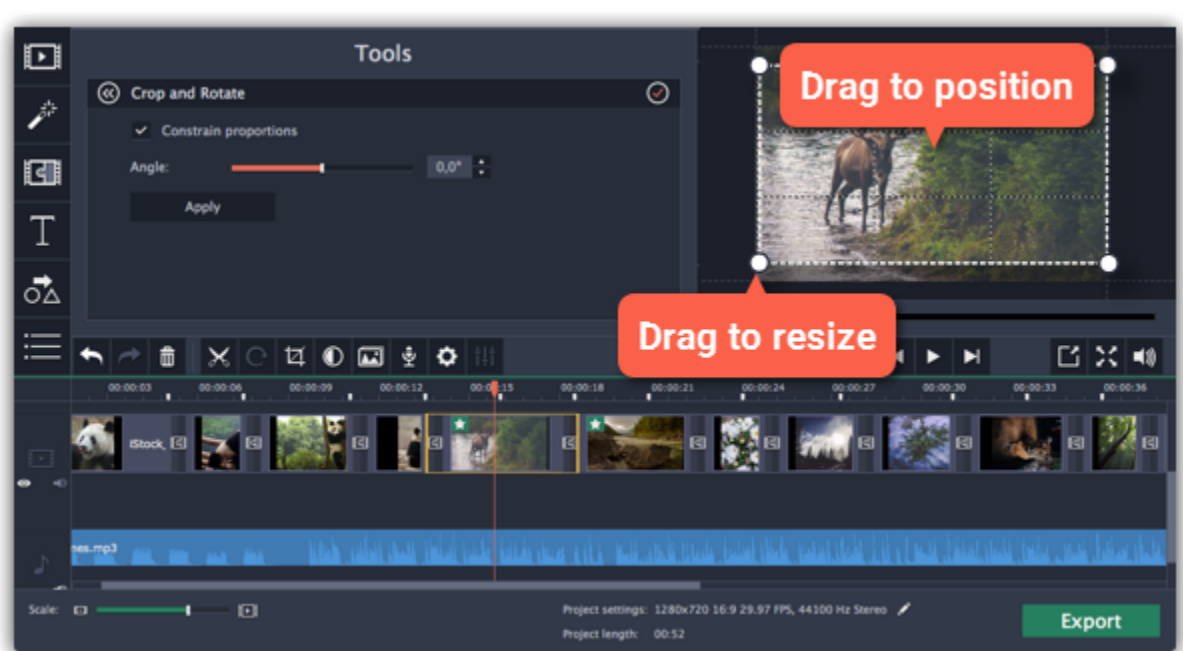 Tools
Crop and Rotate
Constrain proportions
Angle:
0,0°
Apply
Drag to position
Drag to resize
T
00:00:03 00:00:06 00:00:09 00:00:12 00:00:15 00:00:18 00:00:21 00:00:24 00:00:27 00:00:30 00:00:33 00:00:36
iStock_
nes.mp3
Scale:
Project settings: 1280x720 16:9 29.97 FPS, 44100 Hz Stereo
Project length: 00:52
Export